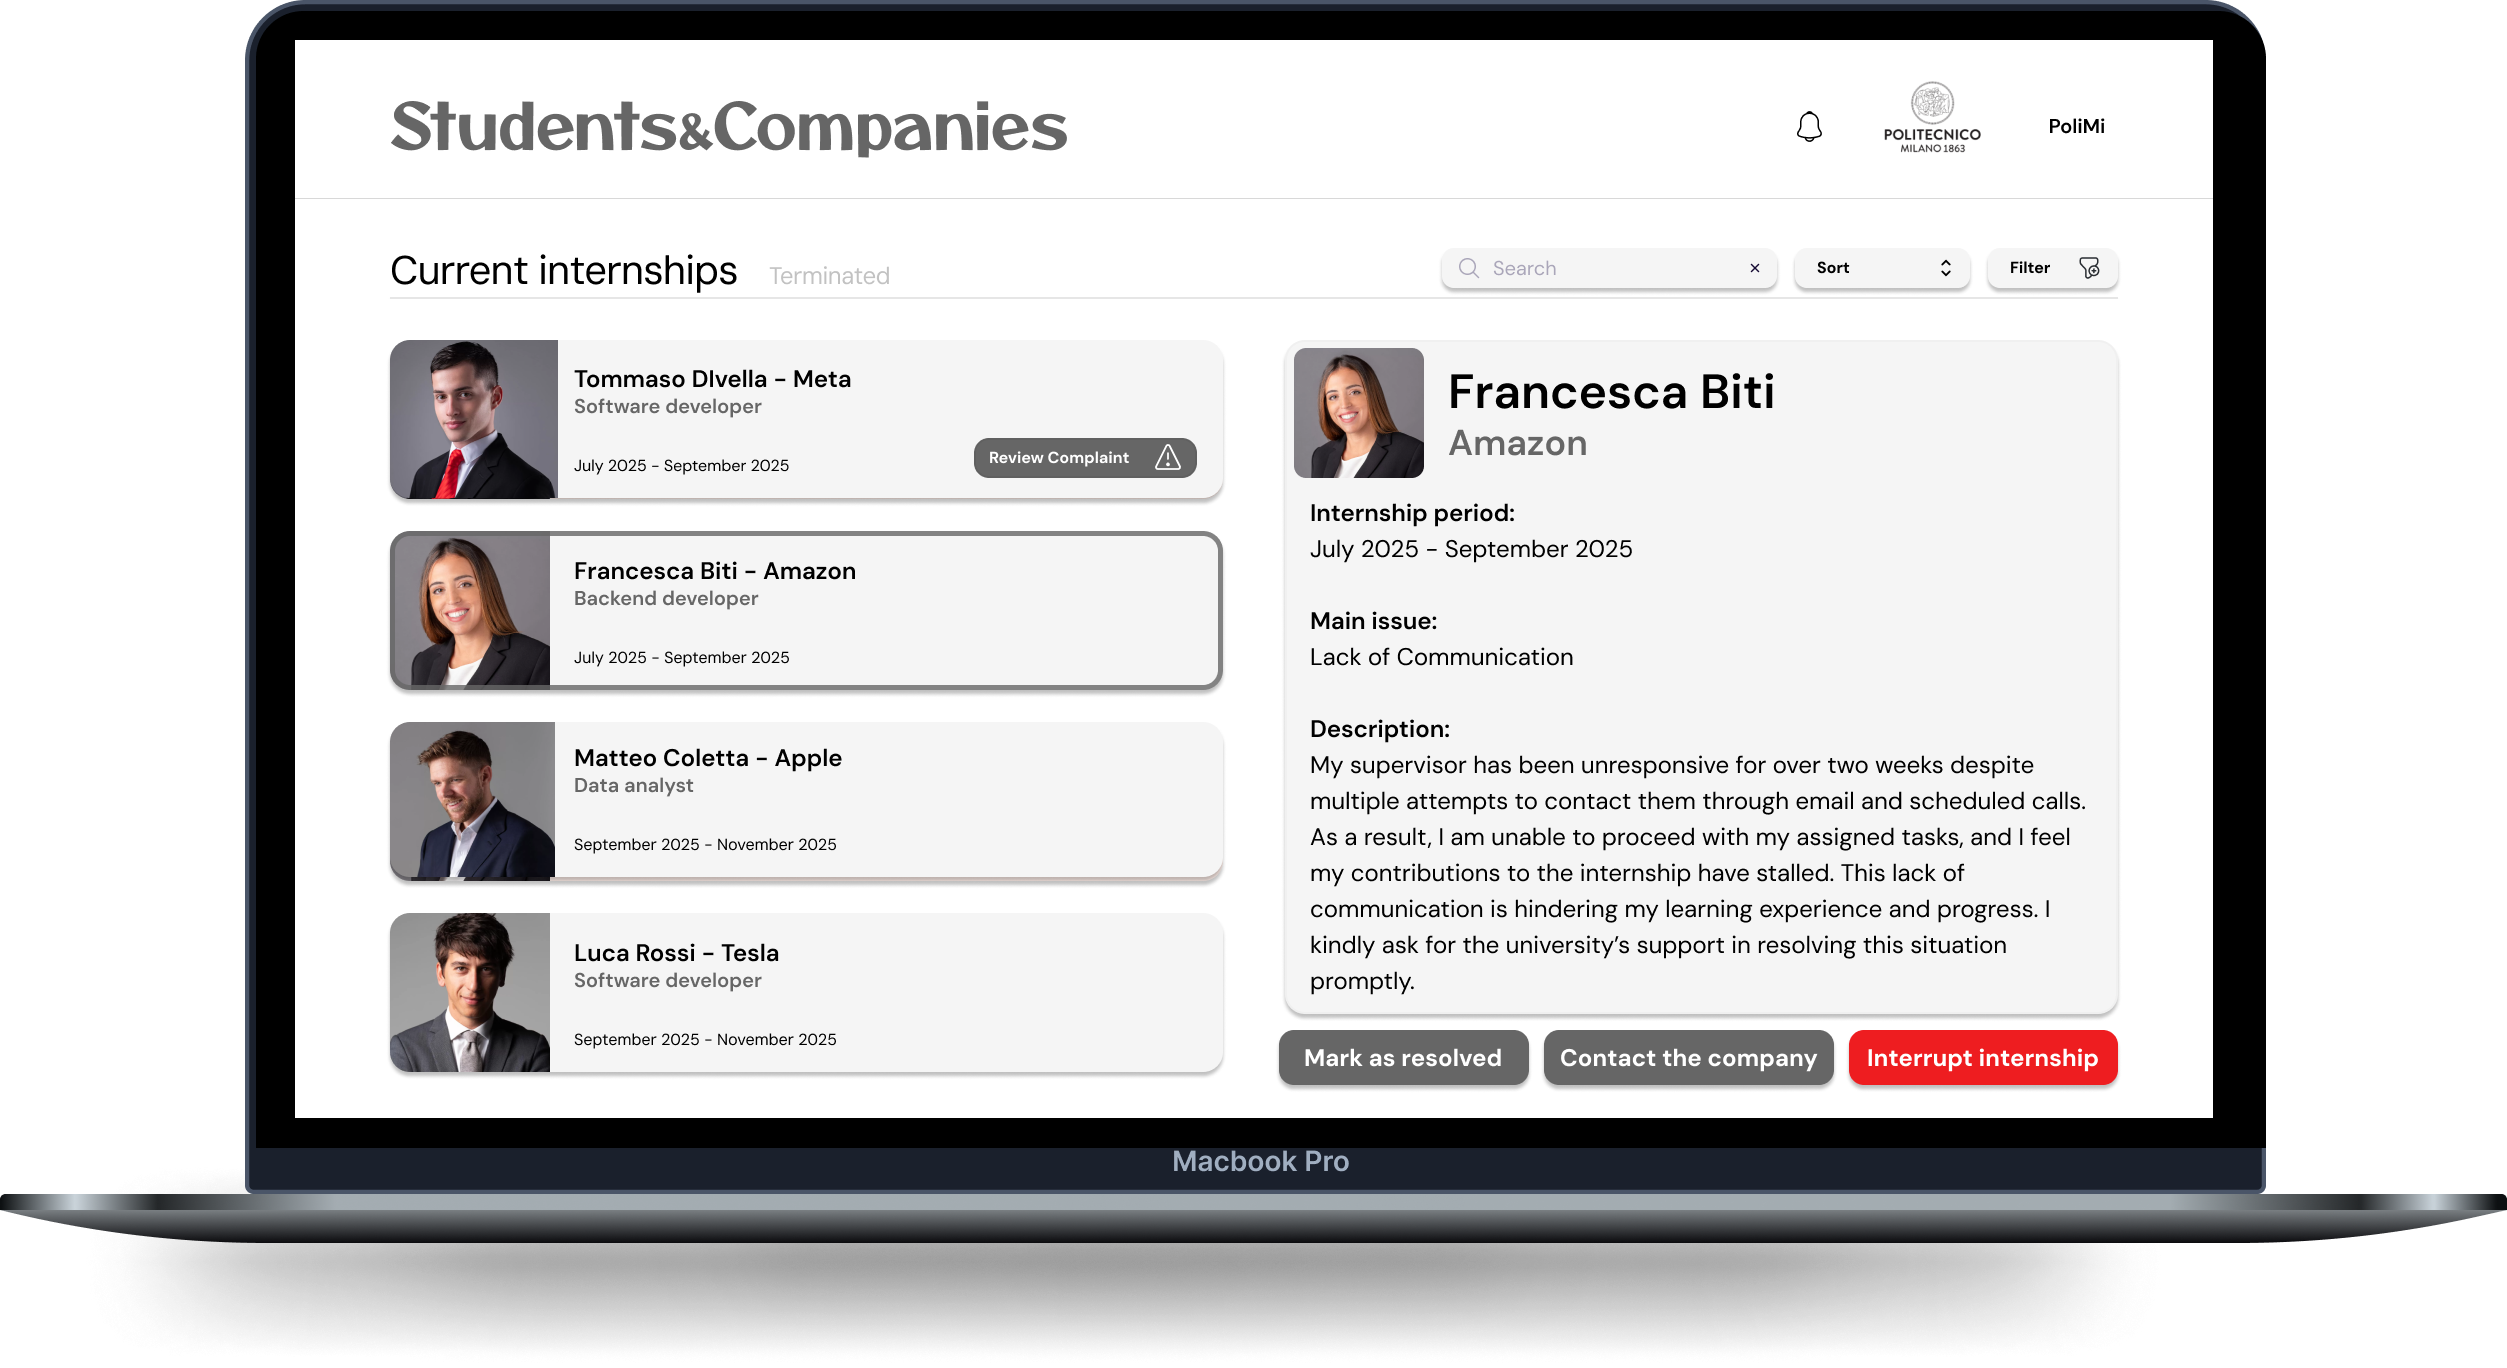 Students&Companies
POLITECNICO
MILANO 1863
PoliMi
Current internships
Terminated
Search
Sort
Filter
Tommaso DIvella - Meta
Software developer
July 2025 - September 2025
Review Complaint
Francesca Biti - Amazon
Backend developer
July 2025 - September 2025
Matteo Coletta - Apple
Data analyst
September 2025 - November 2025
Luca Rossi - Tesla
Software developer
September 2025 - November 2025
Francesca Biti
Amazon
Internship period:
July 2025 - September 2025
Main issue:
Lack of Communication
Description:
My supervisor has been unresponsive for over two weeks despite
multiple attempts to contact them through email and scheduled calls.
As a result, I am unable to proceed with my assigned tasks, and I feel
my contributions to the internship have stalled. This lack of
communication is hindering my learning experience and progress. I
kindly ask for the university’s support in resolving this situation
promptly.
Mark as resolved
Contact the company
Interrupt internship
Macbook Pro